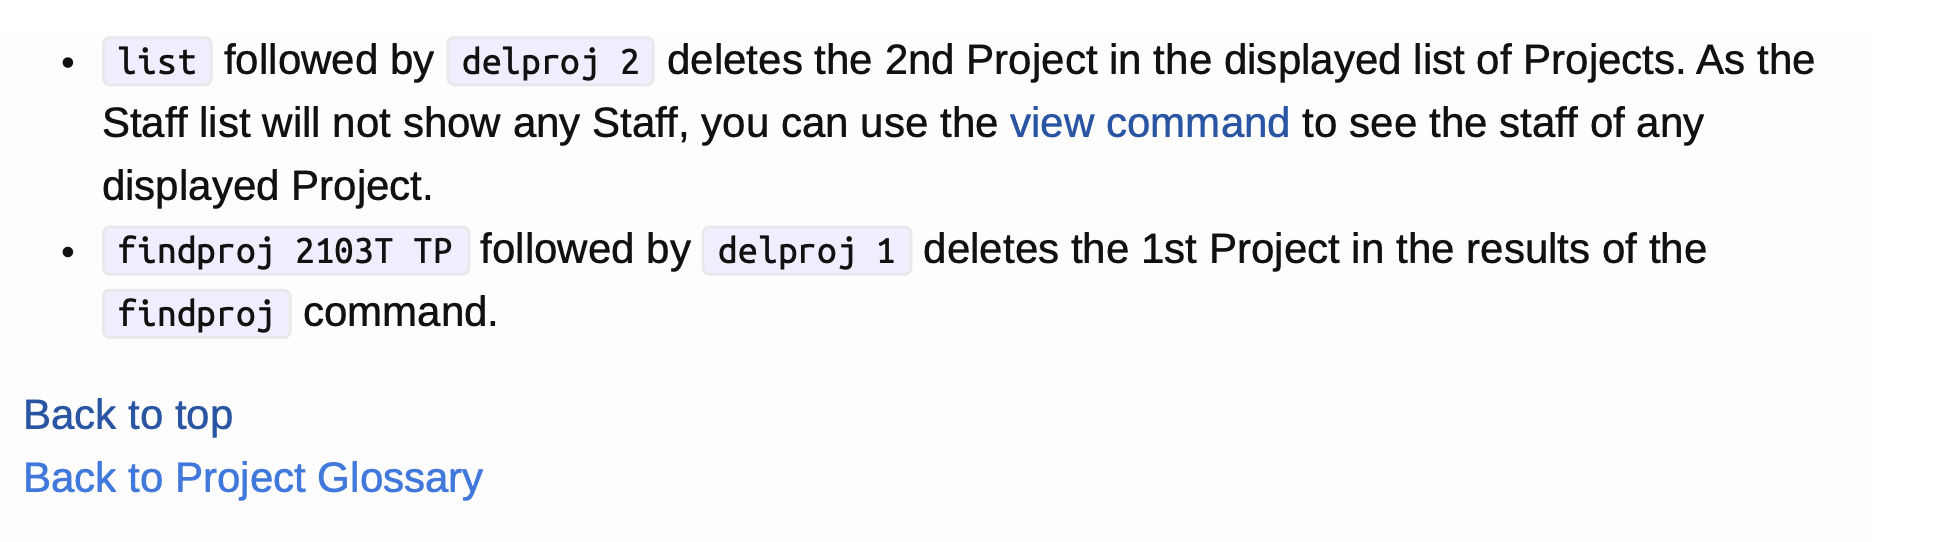 • list followed by delproj 2 deletes the 2nd Project in the displayed list of Projects. As the
Staff list will not show any Staff, you can use the view command to see the staff of any
displayed Project.
• findproj 2103T TP followed by delproj 1 deletes the 1st Project in the results of the
findproj command.
Back to top
Back to Project Glossary